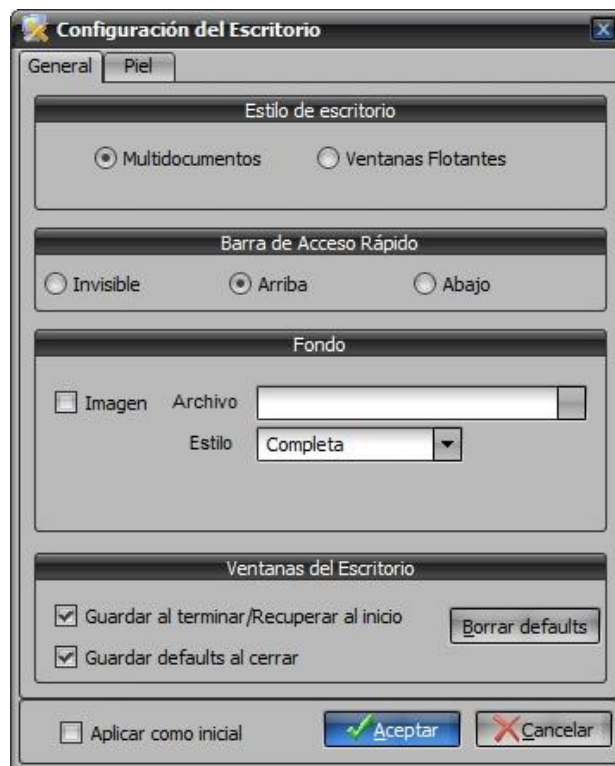 Configuración del Escritorio
General Piel
Estilo de escritorio
Multidocumentos Ventanas Flotantes
Barra de Acceso Rápido
Invisible Arriba Abajo
Fondo
Imagen Archivo
Estilo Completa
Ventanas del Escritorio
Guardar al terminar/Recuperar al inicio
Borrar defaults
Guardar defaults al cerrar
Aplicar como inicial Aceptar Cancelar